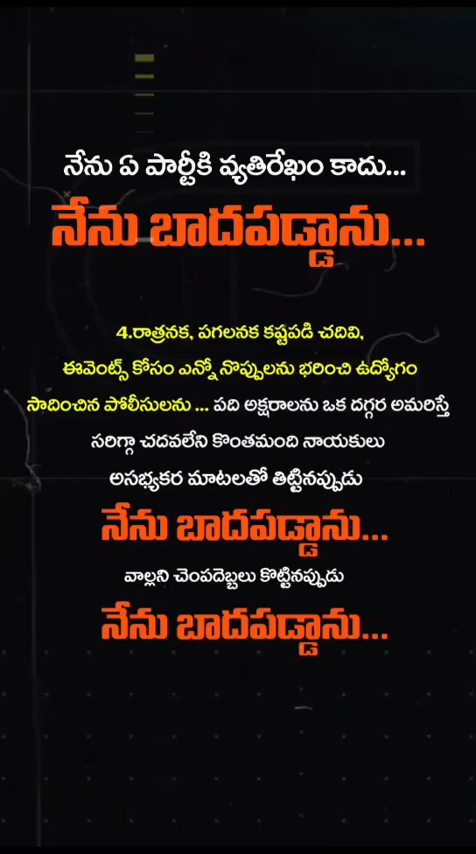 నేను ఏ పార్టీకి వ్యతిరేఖం కాదు...
నేను బాదపడ్డాను...
4.రాత్రనక, పగలనక కష్టపడి చదివి,
ఈవెంట్స్ కోసం ఎన్నో నొప్పులను భరించి ఉద్యోగం
సాదించిన పోలీసులను ... పది అక్షరాలను ఒక దగ్గర అమరిస్తే
సరిగ్గా చదవలేని కొంతమంది నాయకులు
అసభ్యకర మాటలతో తిట్టినప్పుడు
నేను బాదపడ్డాను...
వాల్లని చెంపదెబ్బలు కొట్టినప్పుడు
నేను బాదపడ్డాను...